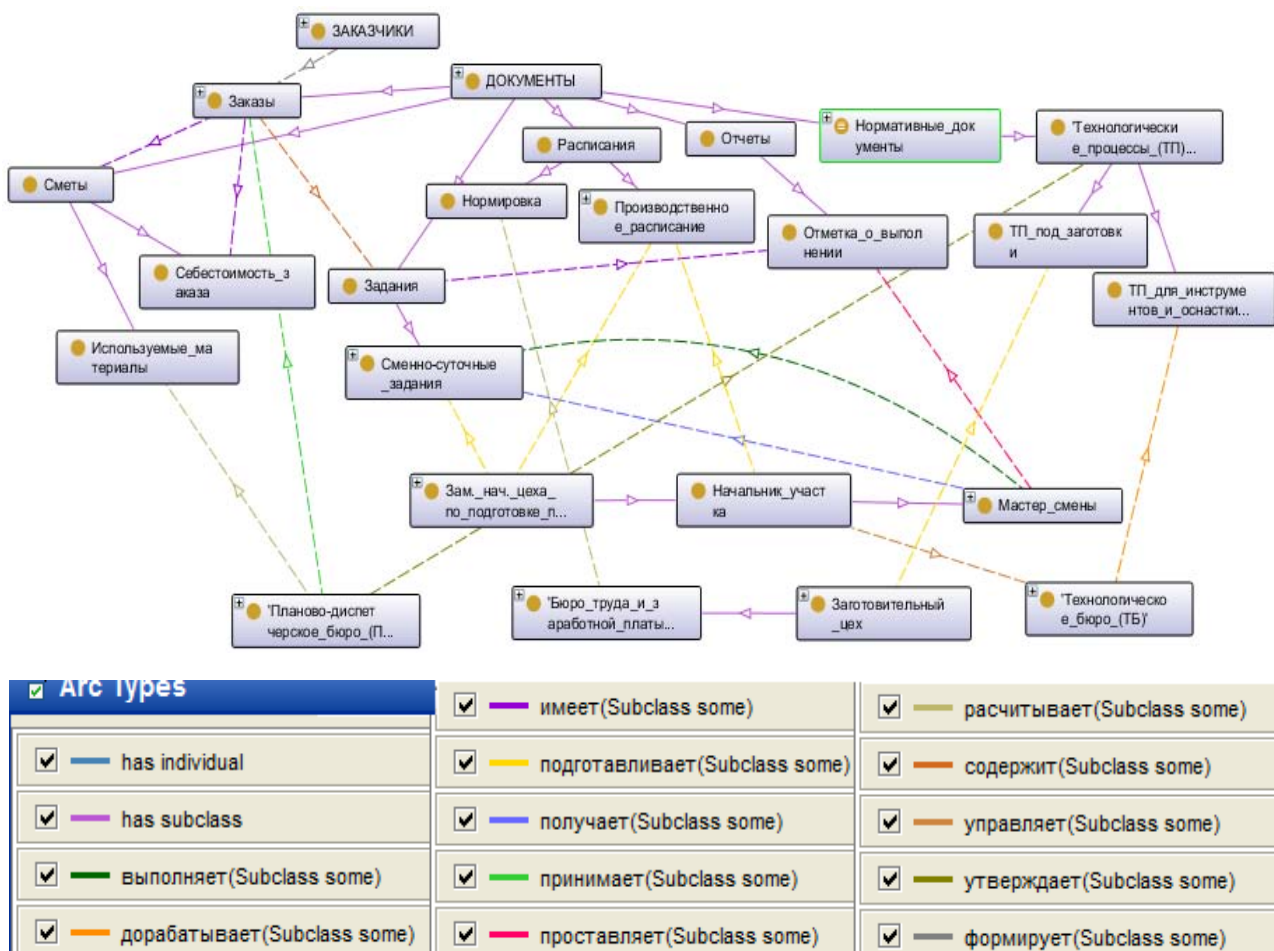 ЗАКАЗЧИКИ
ДОКУМЕНТЫ
Заказы
Нормативные_док
ументы
'Технологически
е_процессы_(ТП)...
Расписания
Отчеты
Сметы
Нормировка
Производственно
е_расписание
Отметка_о_выпол
нении
ТП_под_заготовк
и
Себестоимость_з
аказа
Задания
ТП_для_инструме
нтов_и_оснастки...
Используемые_ма
териалы
Сменно-суточные
_задания
Зам._нач._цеха_
по_подготовке_п...
Начальник_участ
ка
Мастер_смены
'Планово-диспет
черское_бюро_(П...
'Бюро_труда_и_з
аработной_платы...
Заготовительный
_цех
'Технологическо
е_бюро_(ТБ)'
Arc Types
has individual
has subclass
выполняет(Subclass some)
дорабатывает(Subclass some)
имеет(Subclass some)
подготавливает(Subclass some)
получает(Subclass some)
принимает(Subclass some)
проставляет(Subclass some)
расчитывает(Subclass some)
содержит(Subclass some)
управляет(Subclass some)
утверждает(Subclass some)
формирует(Subclass some)